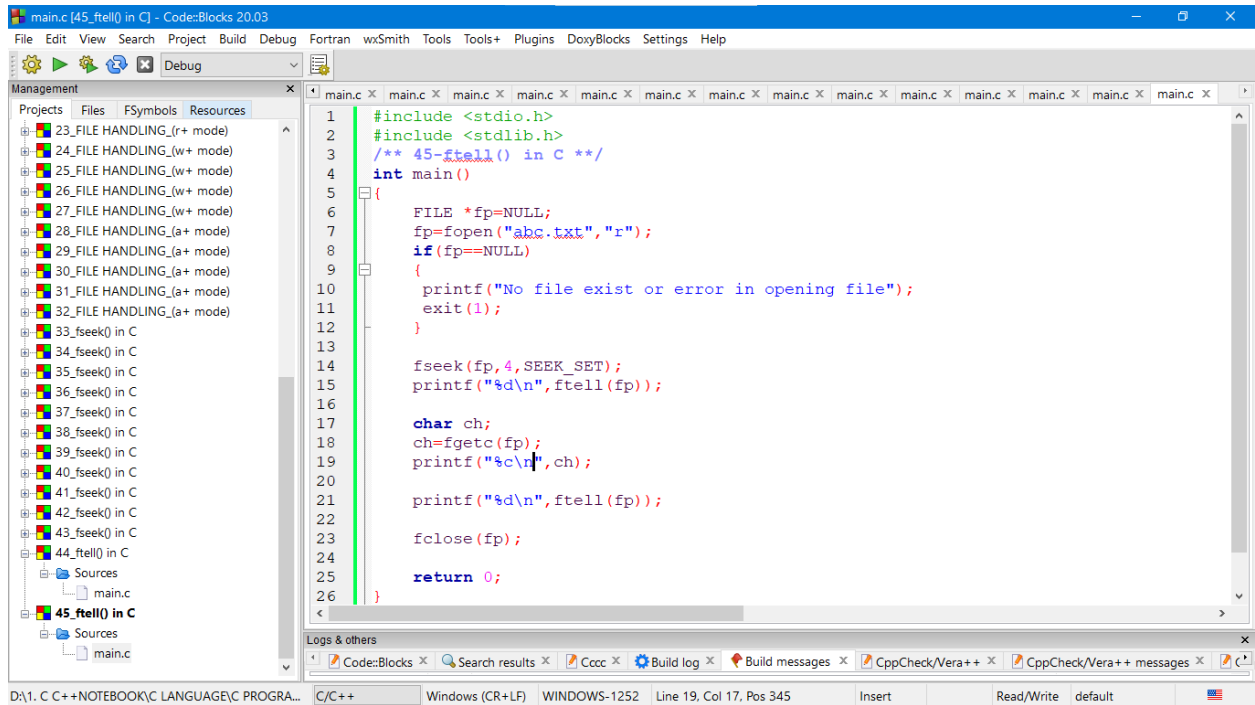 main.c [45_ftell() in C] - Code::Blocks 20.03
File Edit View Search Project Build Debug Fortran wxSmith Tools Tools+ Plugins DoxyBlocks Settings Help
Debug
Management
Projects Files FSymbols Resources
23_FILE HANDLING_(r+ mode)
24_FILE HANDLING_(w+ mode)
25_FILE HANDLING_(w+ mode)
26_FILE HANDLING_(w+ mode)
27_FILE HANDLING_(w+ mode)
28_FILE HANDLING_(a+ mode)
29_FILE HANDLING_(a+ mode)
30_FILE HANDLING_(a+ mode)
31_FILE HANDLING_(a+ mode)
32_FILE HANDLING_(a+ mode)
33_fseek() in C
34_fseek() in C
35_fseek() in C
36_fseek() in C
37_fseek() in C
38_fseek() in C
39_fseek() in C
40_fseek() in C
41_fseek() in C
42_fseek() in C
43_fseek() in C
44_ftell() in C
Sources
main.c
45_ftell() in C
Sources
main.c
main.c main.c main.c main.c main.c main.c main.c main.c main.c main.c main.c main.c main.c main.c
1 #include <stdio.h>
2 #include <stdlib.h>
3 /** 45-ftell() in C **/
4 int main()
5 {
6 FILE *fp=NULL;
7 fp=fopen("abc.txt","r");
8 if(fp==NULL)
9 {
10 printf("No file exist or error in opening file");
11 exit(1);
12 }
13
14 fseek(fp,4,SEEK_SET);
15 printf("%d\n",ftell(fp));
16
17 char ch;
18 ch=fgetc(fp);
19 printf("%c\n",ch);
20
21 printf("%d\n",ftell(fp));
22
23 fclose(fp);
24
25 return 0;
26 }
Logs & others
Code::Blocks Search results Cccc Build log Build messages CppCheck/Vera++ CppCheck/Vera++ messages
D:\1. C C++NOTEBOOK\C LANGUAGE\C PROGRA... C/C++ Windows (CR+LF) WINDOWS-1252 Line 19, Col 17, Pos 345 Insert Read/Write default